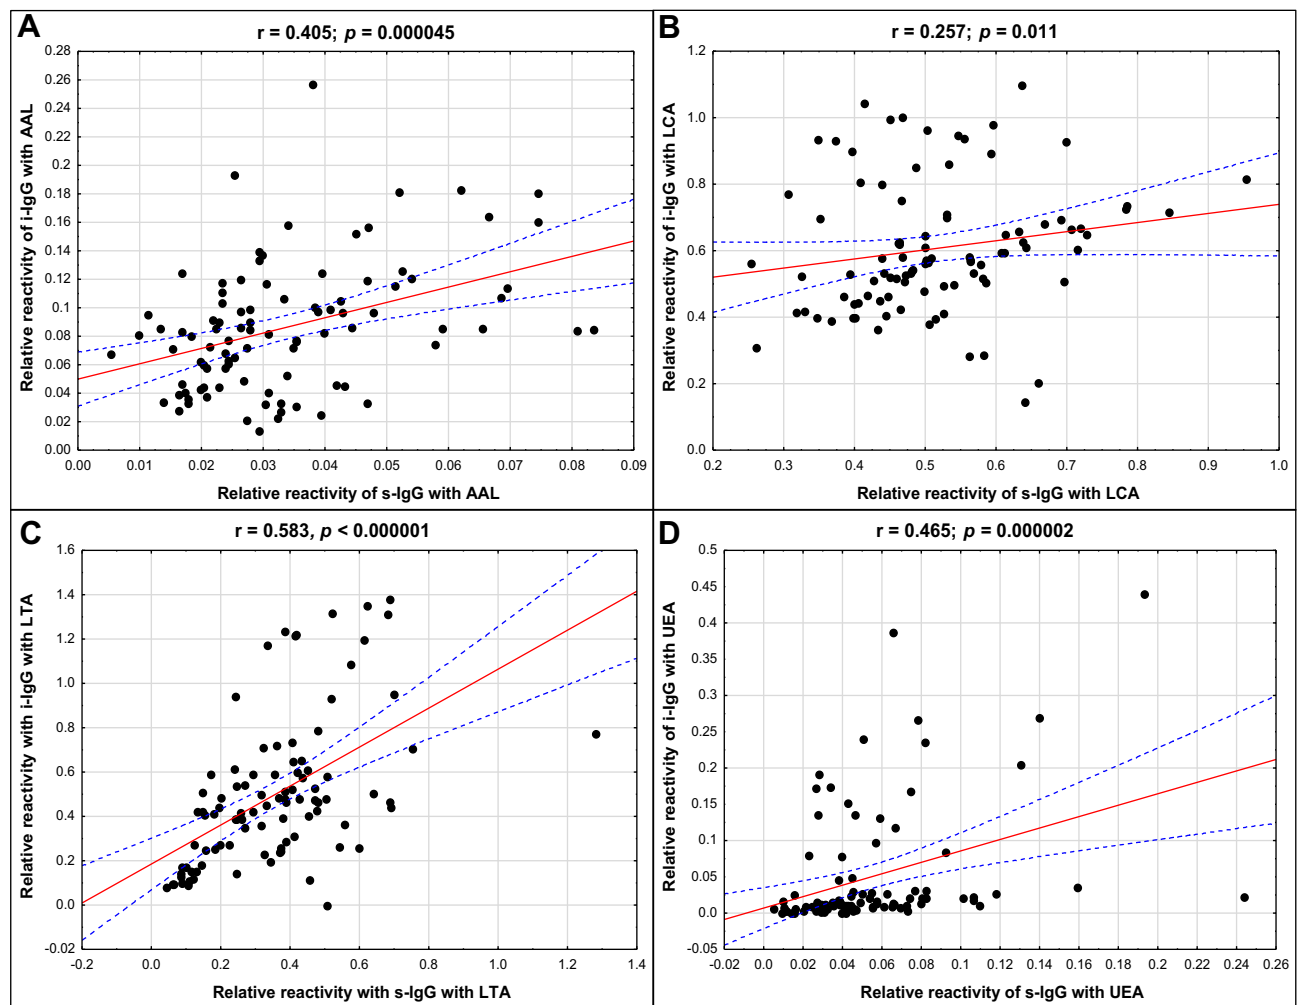 A
r = 0.405; p = 0.000045
Relative reactivity of i-IgG with AAL
0.28
0.26
0.24
0.22
0.2
0.18
0.16
0.14
0.12
0.1
0.08
0.06
0.04
0.02
0.00
0.00 0.01 0.02 0.03 0.04 0.05 0.06 0.07 0.08 0.09
Relative reactivity of s-IgG with AAL
B
r = 0.257; p = 0.011
Relative reactivity of i-IgG with LCA
1.2
1.0
0.8
0.6
0.4
0.2
0.0
0.2 0.3 0.4 0.5 0.6 0.7 0.8 0.9 1.0
Relative reactivity of s-IgG with LCA
C
r = 0.583, p < 0.000001
Relative reactivity with i-IgG with LTA
1.6
1.4
1.2
1.0
0.8
0.6
0.4
0.2
0.0
-0.02
-0.2 0.0 0.2 0.4 0.6 0.8 1.0 1.2 1.4
Relative reactivity with s-IgG with LTA
D
r = 0.465; p = 0.000002
Relative reactivity of i-IgG with UEA
0.5
0.45
0.4
0.35
0.3
0.25
0.2
0.15
0.1
0.05
0.0
-0.05
-0.02 0.0 0.02 0.04 0.06 0.08 0.1 0.12 0.14 0.16 0.18 0.2 0.22 0.24 0.26
Relative reactivity of s-IgG with UEA